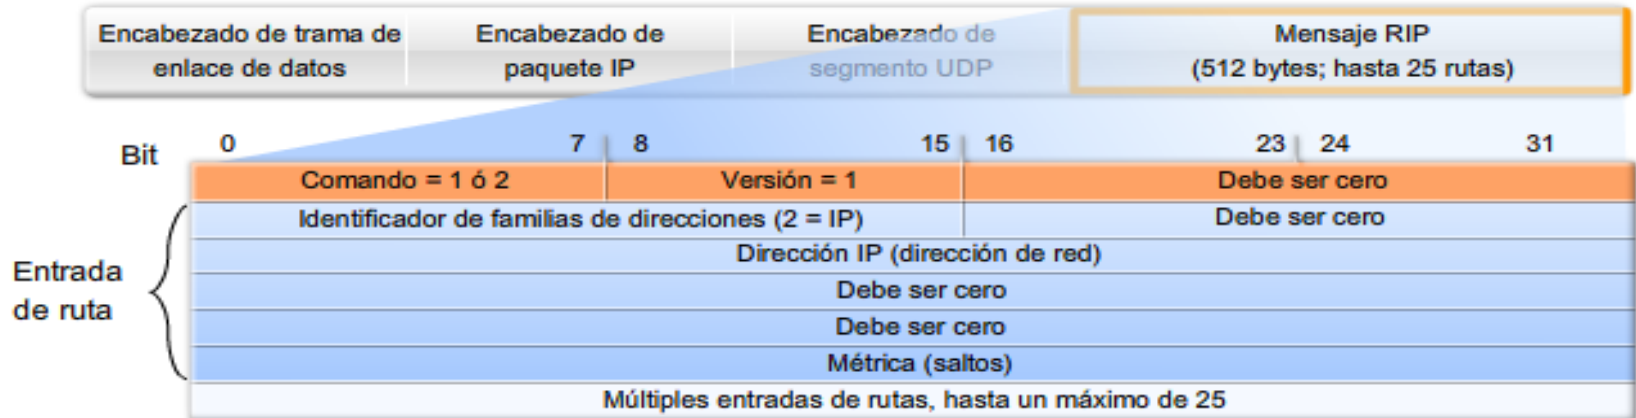 Encabezado de trama de enlace de datos
Encabezado de paquete IP
Encabezado de segmento UDP
Mensaje RIP
(512 bytes; hasta 25 rutas)
Bit 0 7 8 15 16 23 24 31
Comando = 1 ó 2 Versión = 1 Debe ser cero
Identificador de familias de direcciones (2 = IP) Debe ser cero
Dirección IP (dirección de red)
Entrada de ruta
Debe ser cero
Debe ser cero
Métrica (saltos)
Múltiples entradas de rutas, hasta un máximo de 25